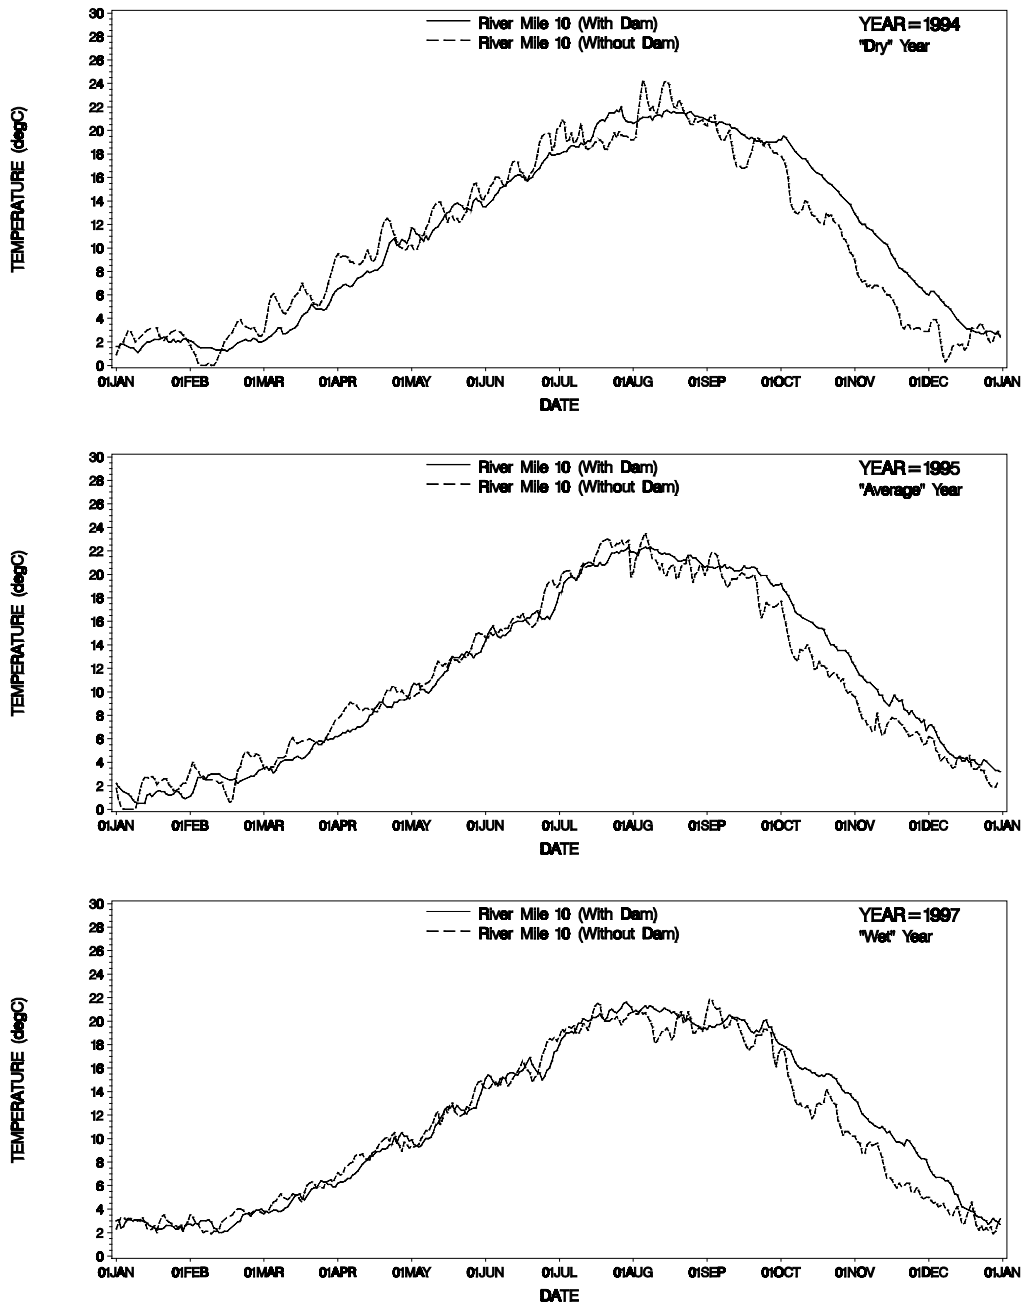 River Mile 10 (With Dam)
River Mile 10 (Without Dam)
YEAR=1994
"Dry" Year
TEMPERATURE (degC)
30
28
26
24
22
20
18
16
14
12
10
8
6
4
2
0
01JAN 01FEB 01MAR 01APR 01MAY 01JUN 01JUL 01AUG 01SEP 01OCT 01NOV 01DEC 01JAN
DATE
River Mile 10 (With Dam)
River Mile 10 (Without Dam)
YEAR=1995
"Average" Year
TEMPERATURE (degC)
30
28
26
24
22
20
18
16
14
12
10
8
6
4
2
0
01JAN 01FEB 01MAR 01APR 01MAY 01JUN 01JUL 01AUG 01SEP 01OCT 01NOV 01DEC 01JAN
DATE
River Mile 10 (With Dam)
River Mile 10 (Without Dam)
YEAR=1997
"Wet" Year
TEMPERATURE (degC)
30
28
26
24
22
20
18
16
14
12
10
8
6
4
2
0
01JAN 01FEB 01MAR 01APR 01MAY 01JUN 01JUL 01AUG 01SEP 01OCT 01NOV 01DEC 01JAN
DATE